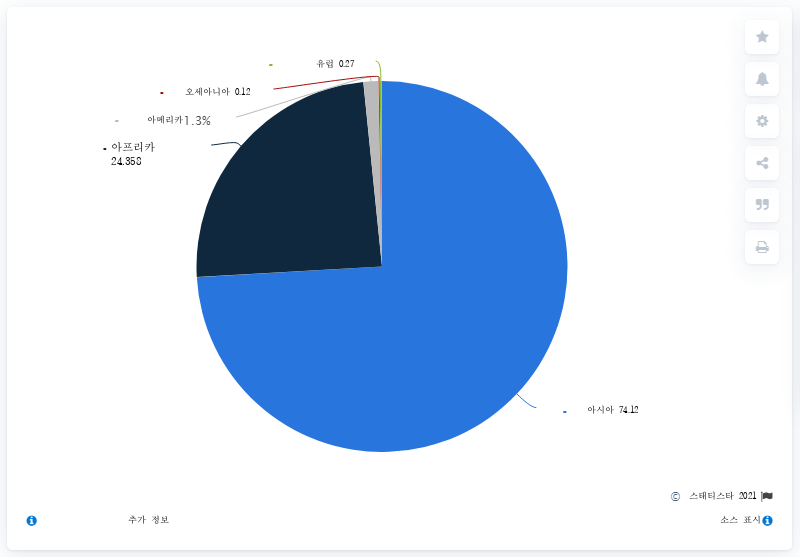 유럽 0.27
오세아니아 0.12
아메리카1.3%
아프리카
24.358
아시아 74.12
© 스태티스타 2021
추가 정보
소스 표시